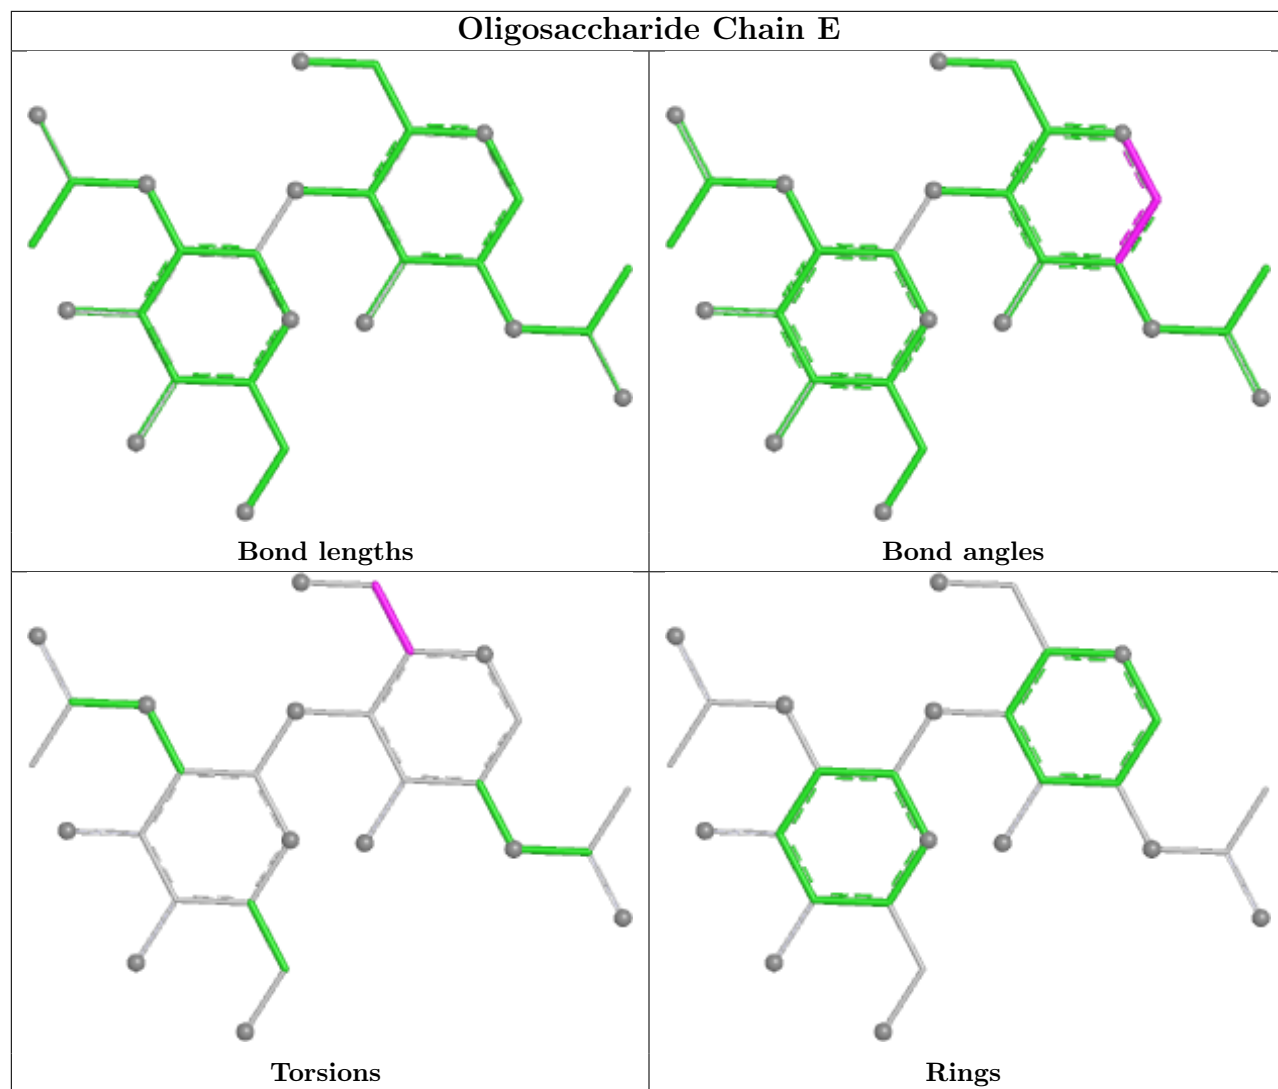 Oligosaccharide Chain E
Bond lengths
Bond angles
Torsions
Rings